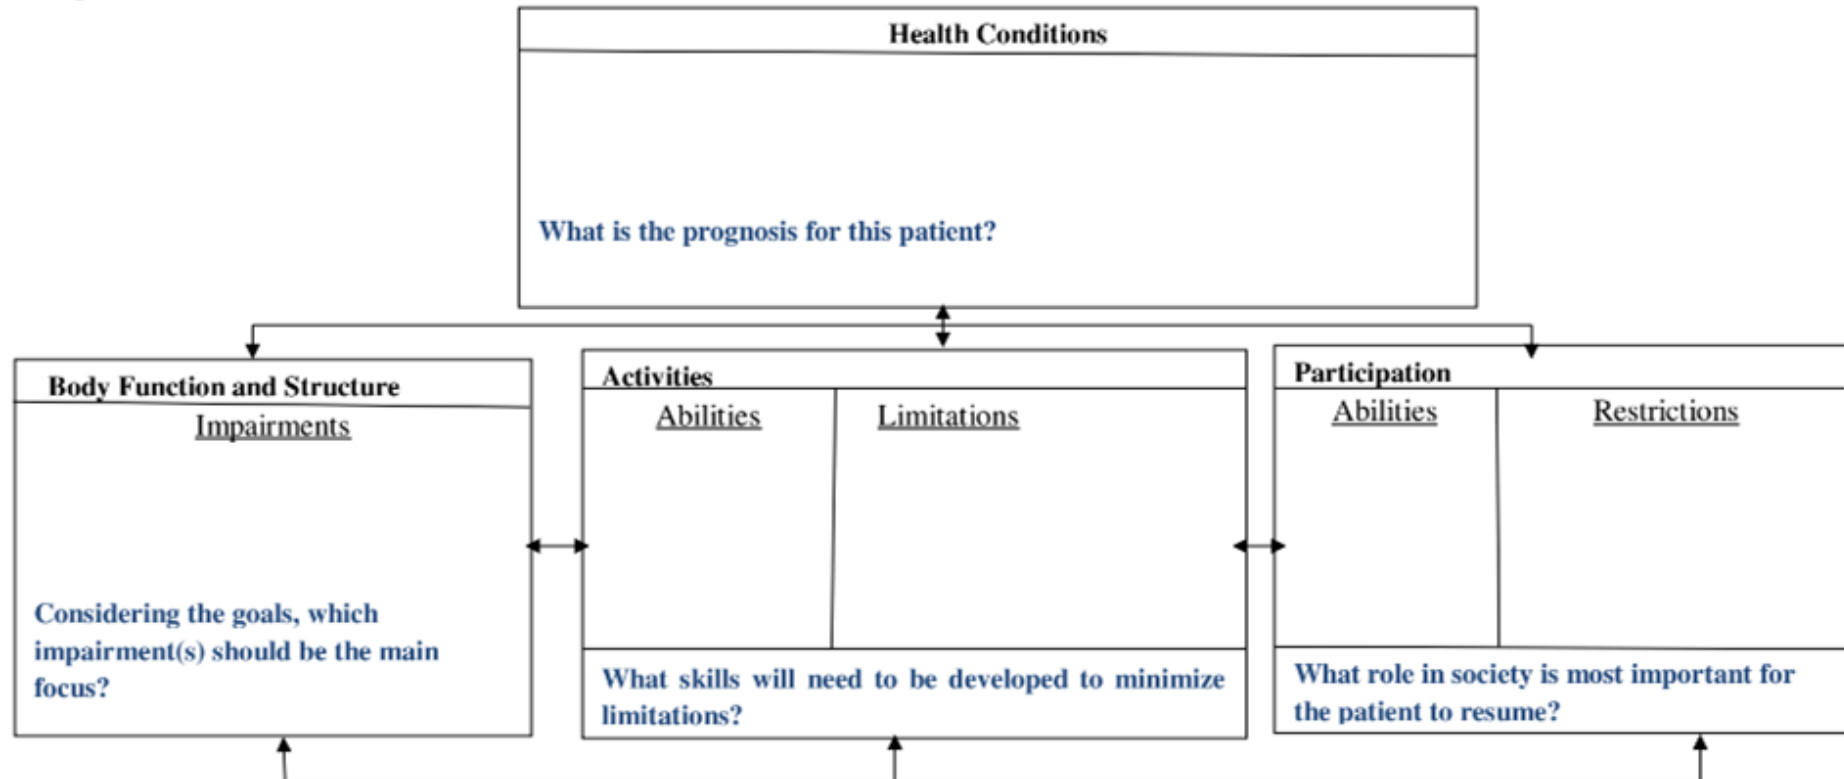 Health Conditions
What is the prognosis for this patient?
Body Function and Structure
Impairments
Considering the goals, which
impairment(s) should be the main
focus?
Activities
Abilities
Limitations
What skills will need to be developed to minimize
limitations?
Participation
Abilities
Restrictions
What role in society is most important for
the patient to resume?